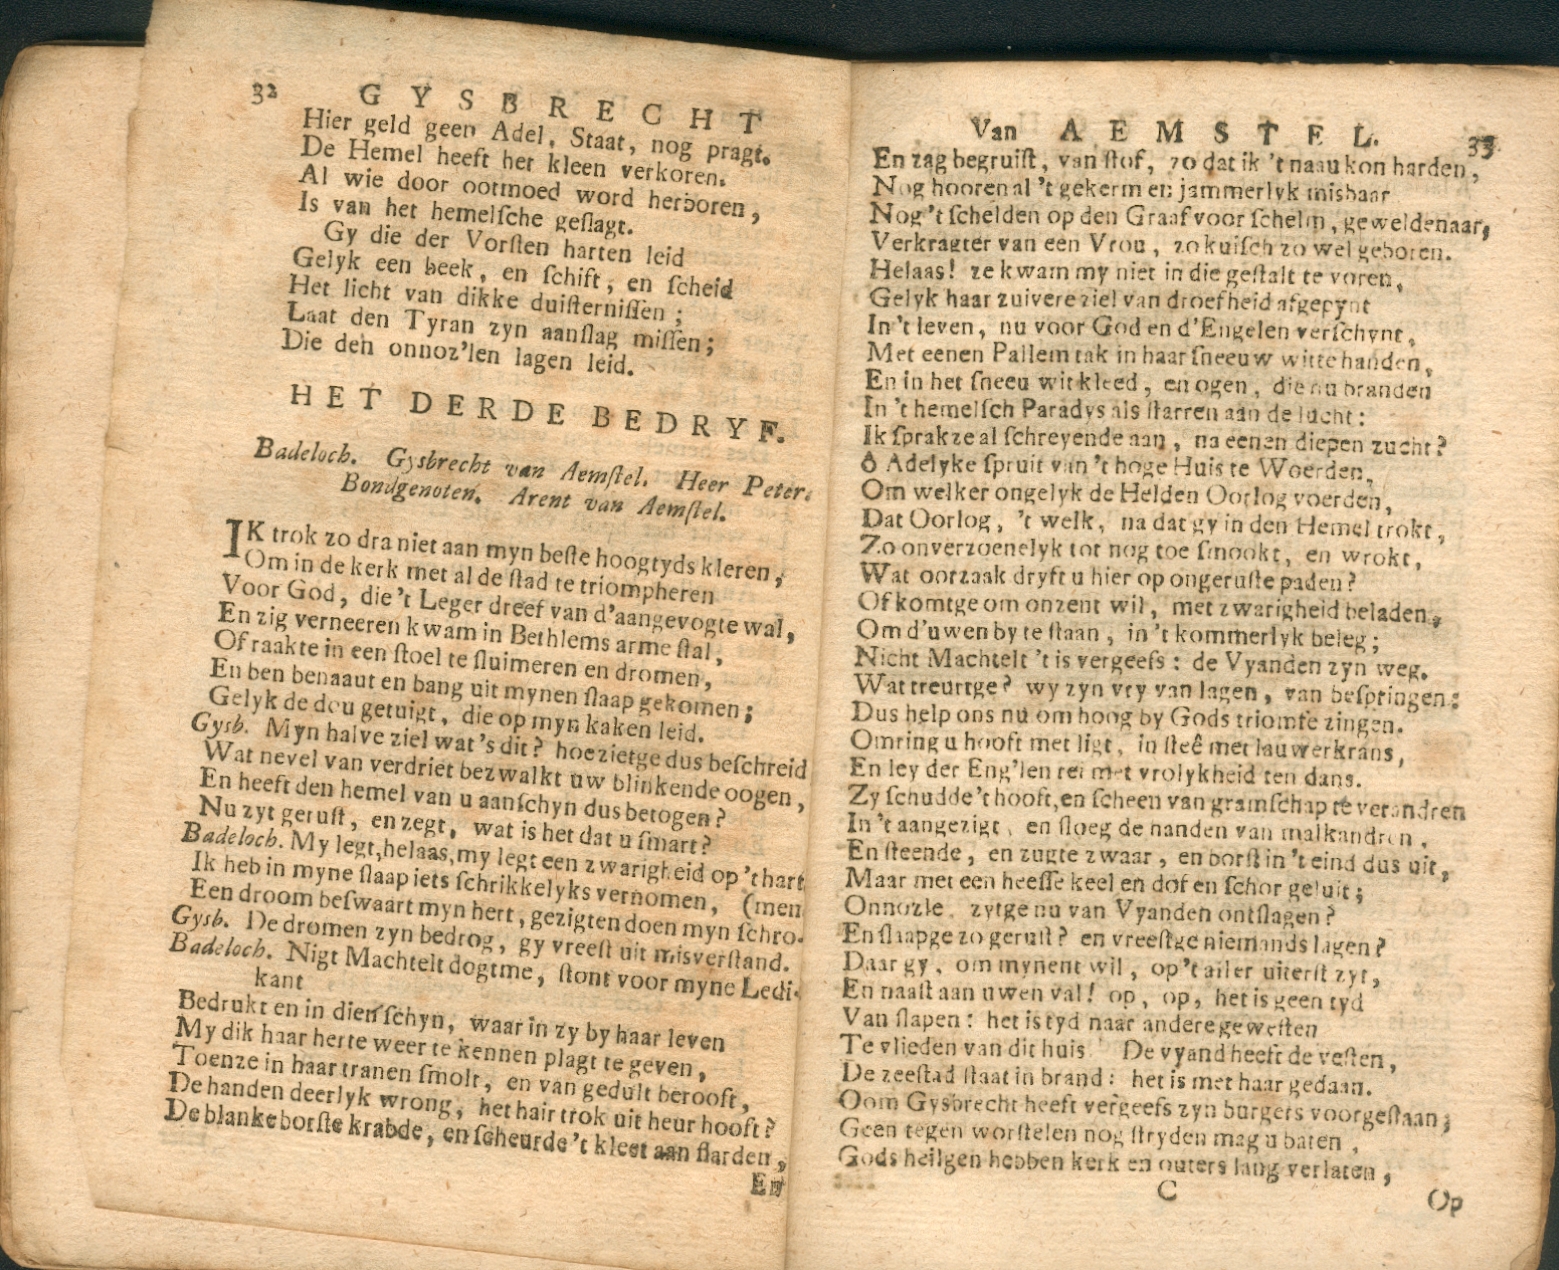 32 GYSBRECHT
Hier geld geen Adel, Staat, nog pragt.
De Hemel heeft het kleen verkoren.
Al wie door ootmoed word herboren,
Is van het hemelſche geſlagt.
Gy die der Vorſten harten leid
Gelyk een beek, en ſchift, en ſcheid
Het licht van dikke duiſterniſſen;
Laat den Tyran zyn aanſlag miſſen;
Die den onnoz'len lagen leid.
HET DERDE BEDRYF.
Badeloch. Gysbrecht van Aemſtel. Heer Peter.
Bondgenoten. Arent van Aemſtel.
IK trok zo dra niet aan myn beſte hoogtyds kleren,
Om in de kerk met al de ſtad te triompheren
Voor God, die 't Leger dreef van d'aangevogte wal,
En zig verneeren kwam in Bethlems arme ſtal,
Of raakte in een ſtoel te ſluimeren en dromen,
En ben benaaut en bang uit mynen ſlaap gekomen;
Gelyk de dou getuigt, die op myn kaken leid.
Gysb. Myn halve ziel wat 's dit? hoe zietge dus beſchreid
Wat nevel van verdriet bezwalkt uw blinkende oogen,
En heeft den hemel van u aanſchyn dus betogen?
Nu zyt geruſt, en zegt, wat is het dat u ſmart?
Badeloch. My legt, helaas, my legt een zwarigheid op 't hart
Ik heb in myne ſlaap iets ſchrikkelyks vernomen, (men
Een droom beſwaart myn hert, gezigten doen myn ſchro-
Gysb. De dromen zyn bedrog, gy vreeſt uit misverſtand.
Badeloch. Nigt Machtelt dogtme, ſtont voor myne Ledi-
kant
Bedrukt en in dien ſchyn, waar in zy by haar leven
My dik haar herte weer te kennen plagt te geven,
Toenze in haar tranen ſmolt, en van gedult berooft,
De handen deerlyk wrong, het hair trok uit heur hooft?
De blanke borſte krabde, en ſcheurde 't kleet aan flarden,
En
Van AEMSTEL. 33
En zag begruiſt, van ſtof, zo dat ik 't naau kon harden,
Nog hooren al 't gekerm en jammerlyk misbaar
Nog 't ſchelden op den Graaf voor ſchelm, geweldenaar,
Verkragter van een Vrou, zo kuiſch zo wel geboren.
Helaas! ze kwam my niet in die geſtalt te voren,
Gelyk haar zuivere ziel van droefheid afgepynt
In 't leven, nu voor God en d'Engelen verſchynt,
Met eenen Pallem tak in haar ſneeuw witte handen,
En in het ſneeu wit kleed, en ogen, die nu branden
In 't hemelſch Paradys als ſtarren aan de lucht:
Ik ſprak ze al ſchreyende aan, na eenen diepen zucht?
ô Adelyke ſpruit van 't hoge Huis te Woerden,
Om welker ongelyk de Helden Oorlog voerden,
Dat Oorlog, 't welk, na dat gy in den Hemel trokt,
Zo onverzoenelyk tot nog toe ſmookt, en wrokt,
Wat oorzaak dryft u hier op ongeruſte paden?
Of komtge om onzent wil, met zwarigheid beladen,
Om d'uwen by te ſtaan, in 't kommerlyk beleg;
Nicht Machtelt 't is vergeefs: de Vyanden zyn weg.
Wat treurtge? wy zyn vry van lagen, van beſpringen:
Dus help ons nu om hoog by Gods triomfe zingen.
Omring u hooft met ligt, in ſteê met lauwerkrans,
En ley der Eng'len rei met vrolykheid ten dans.
Zy ſchudde 't hooft, en ſcheen van gramſchap te verandren
In 't aangezigt, en ſloeg de handen van malkandren,
En ſteende, en zugte zwaar, en borſt in 't eind dus uit,
Maar met een heeſſe keel en dof en ſchor geluit;
Onnozle, zytge nu van Vyanden ontſlagen?
En ſlaapge zo geruſt? en vreeſtge niemands lagen?
Daar gy, om mynent wil, op 't aller uiterſt zyt,
En naaſt aan uwen val! op, op, het is geen tyd
Van ſlapen: het is tyd naar andere geweſten
Te vlieden van dit huis. De vyand heeft de veſten,
De zeeſtad ſtaat in brand: het is met haar gedaan.
Oom Gysbrecht heeft vergeefs zyn burgers voorgeſtaan;
Geen tegen worſtelen nog ſtryden mag u baten,
Gods heilgen hebben kerk en outers lang verlaten,
C Op